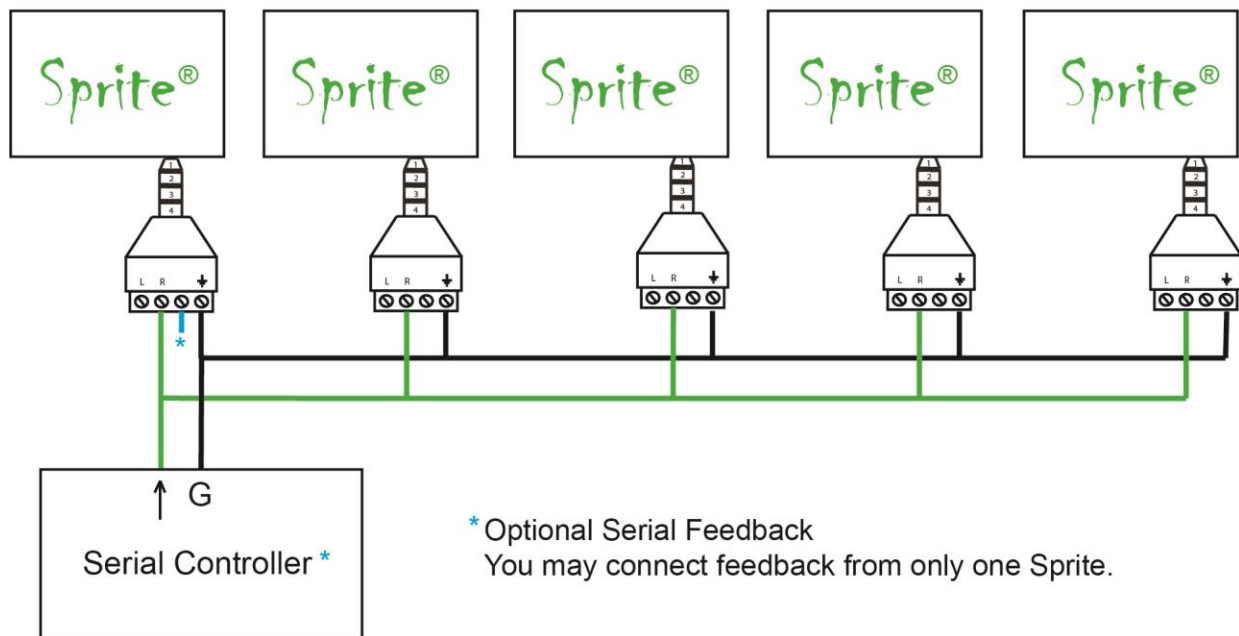 Sprite® Sprite® Sprite® Sprite® Sprite®
1 1 1 1 1
2 2 2 2 2
3 3 3 3 3
4 4 4 4 4
L R L R L R L R L R
*
G
Serial Controller *
* Optional Serial Feedback
You may connect feedback from only one Sprite.